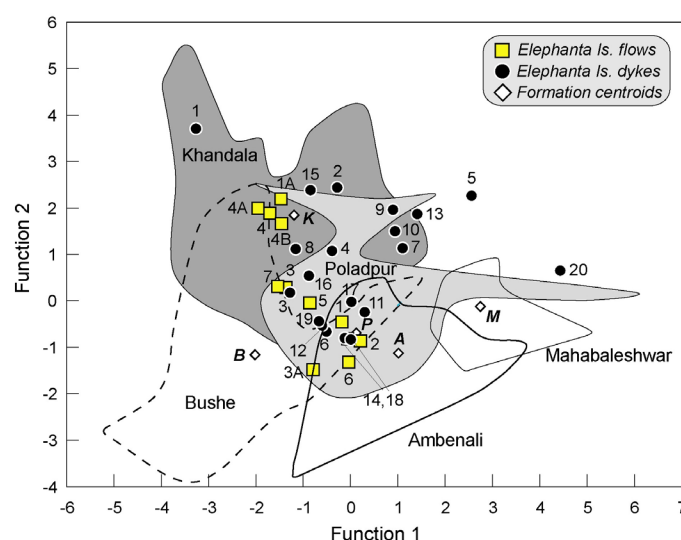 6
5
4
3
2
1
0
-1
-2
-3
-4
Function 2
Elephanta Is. flows
Elephanta Is. dykes
Formation centroids
1
Khandala
15
2
5
1A
4A
4
4B
K
9
13
10
7
8
4
Poladpur
20
7
3
3
16
5
17
1
11
M
19
6
P
2
A
Mahabaleshwar
B
12
3A
6
14,18
Bushe
Ambenali
-6 -5 -4 -3 -2 -1 0 1 2 3 4 5 6 7
Function 1